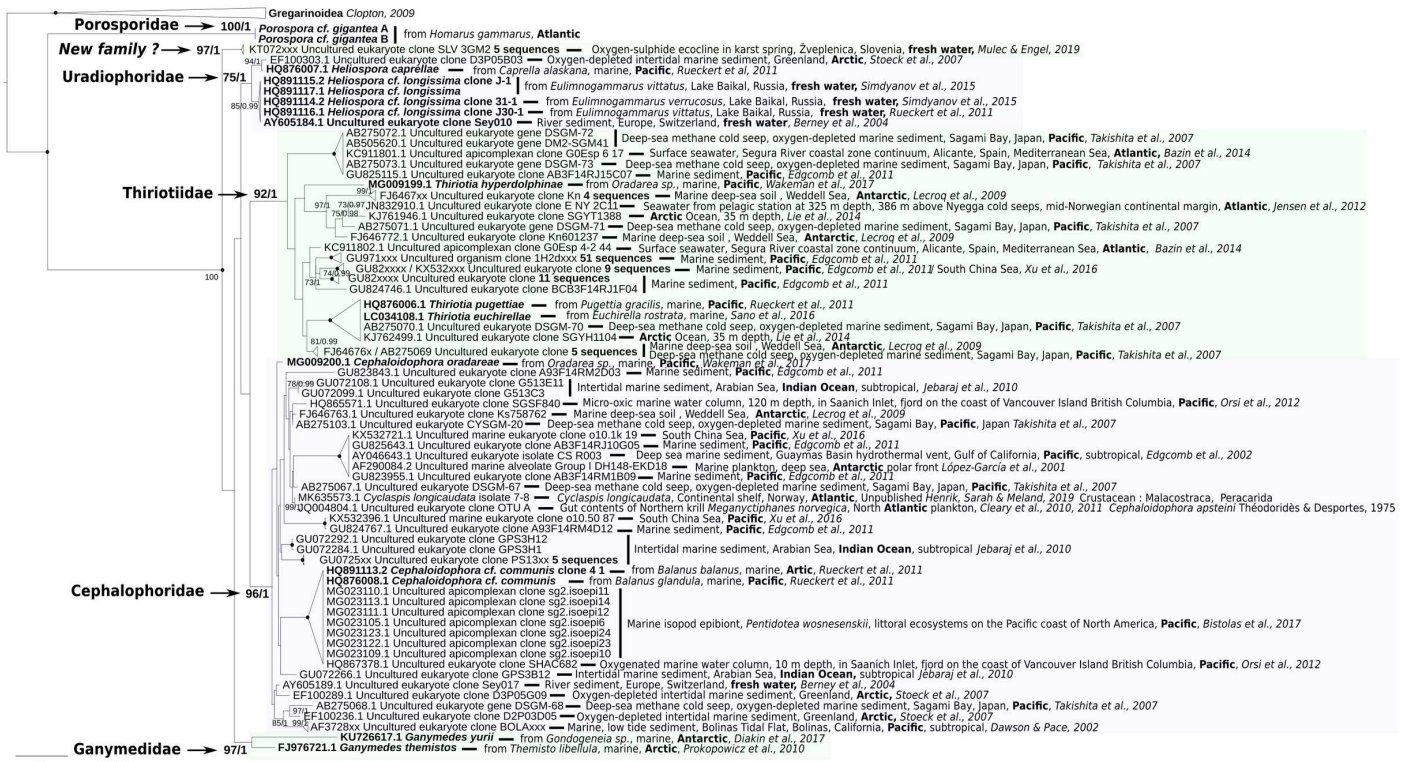 Gregarinoidea Clopton, 2009
Porosporidae 100/1
Porospora cf. gigantea A
Porospora cf. gigantea B
from Homarus gammarus, Atlantic
New family ? 97/1
KT072xxx Uncultured eukaryote clone SLV 3GM2 5 sequences — Oxygen-sulphide ecocline in karst spring, Žveplenica, Slovenia, fresh water, Mulec & Engel, 2019
94/1
EF100303.1 Uncultured eukaryote clone D3P05B03 — Oxygen-depleted intertidal marine sediment, Greenland, Arctic, Stoeck et al., 2007
Uradiophoridae 75/1
HQ876007.1 Heliospora caprellae — from Caprella alaskana, marine, Pacific, Rueckert et al, 2011
HQ891115.2 Heliospora cf. longissima clone J-1
HQ891117.1 Heliospora cf. longissima
from Eulimnogammarus vittatus, Lake Baikal, Russia, fresh water, Simdyanov et al., 2015
85/0.99
HQ891114.2 Heliospora cf. longissima clone 31-1 — from Eulimnogammarus verrucosus, Lake Baikal, Russia, fresh water, Simdyanov et al., 2015
HQ891116.1 Heliospora cf. longissima clone J30-1 — from Eulimnogammarus vittatus, Lake Baikal, Russia, fresh water, Rueckert et al., 2011
AY605184.1 Uncultured eukaryote clone Sey010 — River sediment, Europe, Switzerland, fresh water, Berney et al., 2004
AB275072.1 Uncultured eukaryote gene DSGM-72
AB505620.1 Uncultured eukaryote gene DM2-SGM41
Deep-sea methane cold seep, oxygen-depleted marine sediment, Sagami Bay, Japan, Pacific, Takishita et al., 2007
KC911801.1 Uncultured apicomplexan clone G0Esp 6 17 — Surface seawater, Segura River coastal zone continuum, Alicante, Spain, Mediterranean Sea, Atlantic, Bazin et al., 2014
AB275073.1 Uncultured eukaryote gene DSGM-73 — Deep-sea methane cold seep, oxygen-depleted marine sediment, Sagami Bay, Japan, Pacific, Takishita et al., 2007
GU825115.1 Uncultured eukaryote clone AB3F14RJ15C07 — Marine sediment, Pacific, Edgcomb et al., 2011
Thiriotiidae 92/1
MG009199.1 Thiriotia hyperdolphinae — from Oradarea sp., marine, Pacific, Wakeman et al., 2017
99/1
FJ6467xx Uncultured eukaryote clone Kn 4 sequences — Marine deep-sea soil , Weddell Sea, Antarctic, Lecroq et al., 2009
97/1 73/0.97
JN832910.1 Uncultured eukaryote clone E NY 2C11 — Seawater from pelagic station at 325 m depth, 386 m above Nyegga cold seeps, mid-Norwegian continental margin, Atlantic, Jensen et al., 2012
75/0.98
KJ761946.1 Uncultured eukaryote clone SGYT1388 — Arctic Ocean, 35 m depth, Lie et al., 2014
AB275071.1 Uncultured eukaryote gene DSGM-71 — Deep-sea methane cold seep, oxygen-depleted marine sediment, Sagami Bay, Japan, Pacific, Takishita et al., 2007
FJ646772.1 Uncultured eukaryote clone Kn601237 — Marine deep-sea soil , Weddell Sea, Antarctic, Lecroq et al., 2009
KC911802.1 Uncultured apicomplexan clone G0Esp 4-2 44 — Surface seawater, Segura River coastal zone continuum, Alicante, Spain, Mediterranean Sea, Atlantic, Bazin et al., 2014
GU971xxx Uncultured organism clone 1H2dxxx 51 sequences — Marine sediment, Pacific, Edgcomb et al., 2011
74/0.99
GU82xxxx / KX532xxx Uncultured eukaryote clone 9 sequences — Marine sediment, Pacific, Edgcomb et al., 2011/ South China Sea, Xu et al., 2016
73/1
GU82xxxx Uncultured eukaryote clone 11 sequences
GU824746.1 Uncultured eukaryote clone BCB3F14RJ1F04
Marine sediment, Pacific, Edgcomb et al., 2011
100
HQ876006.1 Thiriotia pugettiae — from Pugettia gracilis, marine, Pacific, Rueckert et al., 2011
LC034108.1 Thiriotia euchirellae — from Euchirella rostrata, marine, Sano et al., 2016
AB275070.1 Uncultured eukaryote DSGM-70 — Deep-sea methane cold seep, oxygen-depleted marine sediment, Sagami Bay, Japan, Pacific, Takishita et al., 2007
KJ762499.1 Uncultured eukaryote clone SGYH1104 — Arctic Ocean, 35 m depth, Lie et al., 2014
81/0.99
FJ64676x / AB275069 Uncultured eukaryote clone 5 sequences
Marine deep-sea soil , Weddell Sea, Antarctic, Lecroq et al., 2009
Deep-sea methane cold seep, oxygen-depleted marine sediment, Sagami Bay, Japan, Pacific, Takishita et al., 2007
MG009200.1 Cephaloidophora oradareae — from Oradarea sp., marine, Pacific, Wakeman et al., 2017
GU823843.1 Uncultured eukaryote clone A93F14RM2D03 — Marine sediment, Pacific, Edgcomb et al., 2011
78/0.99
GU072108.1 Uncultured eukaryote clone G513E11
GU072099.1 Uncultured eukaryote clone G513C3
Intertidal marine sediment, Arabian Sea, Indian Ocean, subtropical, Jebaraj et al., 2010
HQ865571.1 Uncultured eukaryote clone SGSF840 — Micro-oxic marine water column, 120 m depth, in Saanich Inlet, fjord on the coast of Vancouver Island British Columbia, Pacific, Orsi et al., 2012
FJ646763.1 Uncultured eukaryote clone Ks758762 — Marine deep-sea soil , Weddell Sea, Antarctic, Lecroq et al., 2009
AB275103.1 Uncultured eukaryote CYSGM-20 — Deep-sea methane cold seep, oxygen-depleted marine sediment, Sagami Bay, Pacific, Japan Takishita et al., 2007
KX532721.1 Uncultured marine eukaryote clone o10.1k 19 — South China Sea, Pacific, Xu et al., 2016
GU825643.1 Uncultured eukaryote clone AB3F14RJ10G05 — Marine sediment, Pacific, Edgcomb et al., 2011
AY046643.1 Uncultured eukaryote isolate CS R003 — Deep sea marine sediment, Guaymas Basin hydrothermal vent, Gulf of California, Pacific, subtropical, Edgcomb et al., 2002
AF290084.2 Uncultured marine alveolate Group I DH148-EKD18 — Marine plankton, deep sea, Antarctic polar front López-García et al., 2001
GU823955.1 Uncultured eukaryote clone AB3F14RM1B09 — Marine sediment, Pacific, Edgcomb et al., 2011
AB275067.1 Uncultured eukaryote DSGM-67 — Deep-sea methane cold seep, oxygen-depleted marine sediment, Sagami Bay, Japan, Pacific, Takishita et al., 2007
MK635573.1 Cyclaspis longicaudata isolate 7-8 — Cyclaspis longicaudata, Continental shelf, Norway, Atlantic, Unpublished Henrik, Sarah & Meland, 2019 Crustacean : Malacostraca, Peracarida
99/1
JQ004804.1 Uncultured eukaryote clone OTU A — Gut contents of Northern krill Meganyctiphanes norvegica, North Atlantic plankton, Cleary et al., 2010, 2011 Cephaloidophora apsteini Théodoridès & Desportes, 1975
KX532396.1 Uncultured marine eukaryote clone o10.50 87 — South China Sea, Pacific, Xu et al., 2016
GU824767.1 Uncultured eukaryote clone A93F14RM4D12 — Marine sediment, Pacific, Edgcomb et al., 2011
GU072292.1 Uncultured eukaryote clone GPS3H12
GU072284.1 Uncultured eukaryote clone GPS3H1
GU0725xx Uncultured eukaryote clone PS13xx 5 sequences
Intertidal marine sediment, Arabian Sea, Indian Ocean, subtropical Jebaraj et al., 2010
HQ891113.2 Cephaloidophora cf. communis clone 4 1 — from Balanus balanus, marine, Artic, Rueckert et al., 2011
HQ876008.1 Cephaloidophora cf. communis — from Balanus glandula, marine, Pacific, Rueckert et al., 2011
Cephalophoridae 96/1
MG023110.1 Uncultured apicomplexan clone sg2.isoepi11
MG023113.1 Uncultured apicomplexan clone sg2.isoepi14
MG023111.1 Uncultured apicomplexan clone sg2.isoepi12
MG023105.1 Uncultured apicomplexan clone sg2.isoepi6
MG023123.1 Uncultured apicomplexan clone sg2.isoepi24
MG023122.1 Uncultured apicomplexan clone sg2.isoepi23
MG023109.1 Uncultured apicomplexan clone sg2.isoepi10
Marine isopod epibiont, Pentidotea wosnesenskii, littoral ecosystems on the Pacific coast of North America, Pacific, Bistolas et al., 2017
HQ867378.1 Uncultured eukaryote clone SHAC682 — Oxygenated marine water column, 10 m depth, in Saanich Inlet, fjord on the coast of Vancouver Island British Columbia, Pacific, Orsi et al., 2012
GU072266.1 Uncultured eukaryote clone GPS3B12 — Intertidal marine sediment, Arabian Sea, Indian Ocean, subtropical Jebaraj et al., 2010
AY605189.1 Uncultured eukaryote clone Sey017 — River sediment, Europe, Switzerland, fresh water, Berney et al., 2004
EF100289.1 Uncultured eukaryote clone D3P05G09 — Oxygen-depleted intertidal marine sediment, Greenland, Arctic, Stoeck et al., 2007
AB275068.1 Uncultured eukaryote gene DSGM-68 — Deep-sea methane cold seep, oxygen-depleted marine sediment, Sagami Bay, Japan, Pacific, Takishita et al., 2007
97/1
EF100236.1 Uncultured eukaryote clone D2P03D05 — Oxygen-depleted intertidal marine sediment, Greenland, Arctic, Stoeck et al., 2007
85/1 99/1
AF3728xx Uncultured eukaryote clone BOLAxxx — Marine, low tide sediment, Bolinas Tidal Flat, Bolinas, California, Pacific, subtropical, Dawson & Pace, 2002
KU726617.1 Ganymedes yurii — from Gondogeneia sp., marine, Antarctic, Diakin et al., 2017
Ganymedidae 97/1
FJ976721.1 Ganymedes themistos — from Themisto libellula, marine, Arctic, Prokopowicz et al., 2010